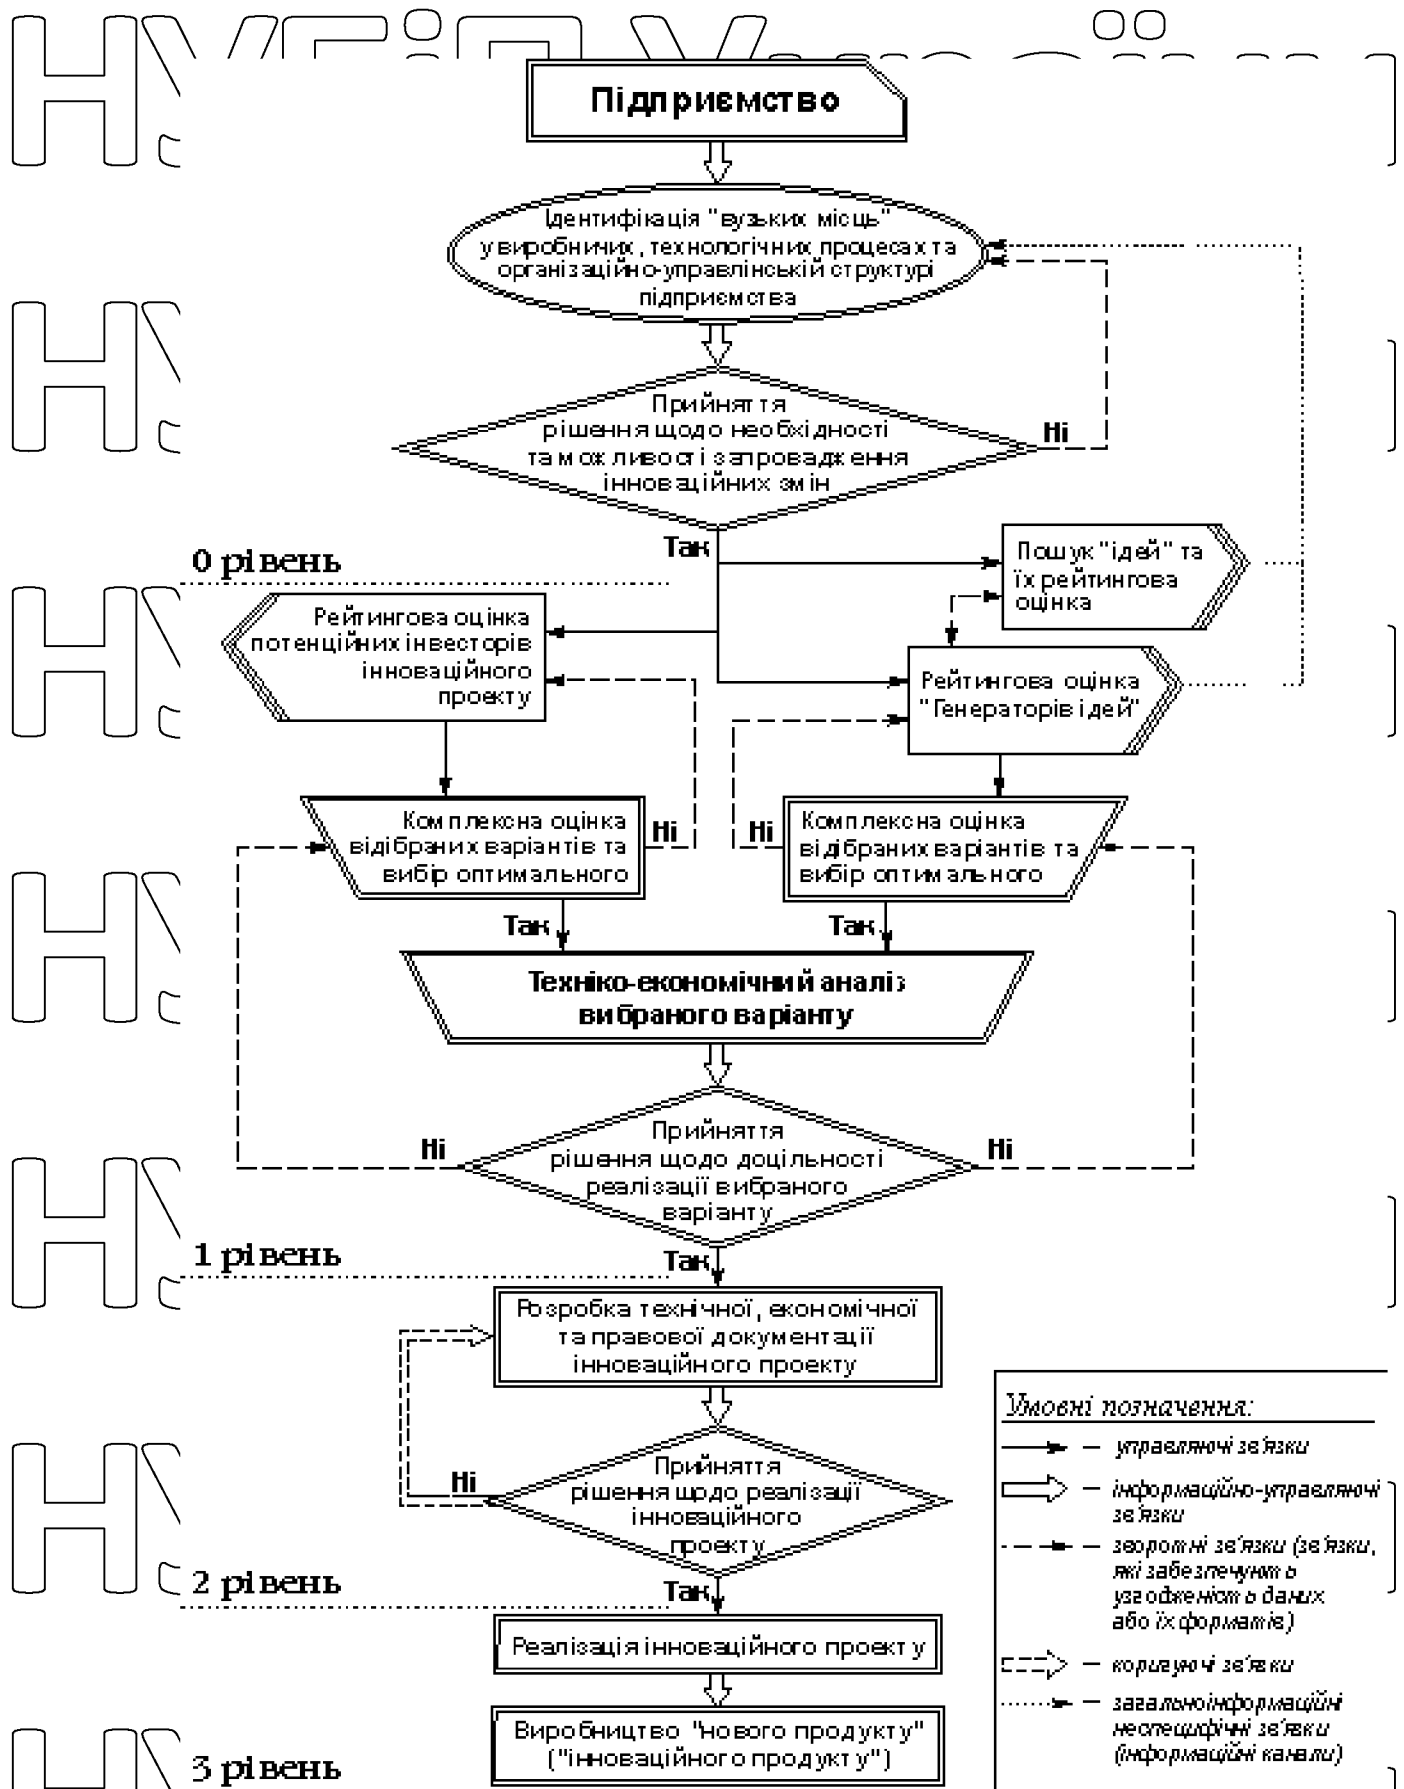 НУБіП України
Підприємство
Ідентифікація "вузьких місць"
у виробничих, технологічних процесах та
організаційно-управлінській структурі
підприємства
Прийняття
рішення щодо необхідності
та можливості запровадження
інноваційних змін
Ні
Так
0 рівень
Пошук "ідей" та
їх рейтингова
оцінка
Рейтингова оцінка
потенційних інвесторів
інноваційного
проекту
Рейтингова оцінка
"Генераторів ідей"
Комплексна оцінка
відібраних варіантів та
вибір оптимального
Ні
Ні
Комплексна оцінка
відібраних варіантів та
вибір оптимального
Так
Так
Техніко-економічний аналіз
вибраного варіанту
Прийняття
рішення щодо доцільності
реалізації вибраного
варіанту
Ні
Ні
1 рівень
Так
Розробка технічної, економічної
та правової документації
інноваційного проекту
Прийняття
рішення щодо реалізації
інноваційного
проекту
Ні
2 рівень
Так
Реалізація інноваційного проекту
Виробництво "нового продукту"
("інноваційного продукту")
3 рівень
Умовні позначення:
– управляючі зв'язки
– інформаційно-управляючі
зв'язки
– зворотні зв'язки (зв'язки,
які забезпечують
узгодженість даних
або їх форматів)
– коригуючі зв'язки
– загальноінформаційні
неспецифічні зв'язки
(інформаційні канали)